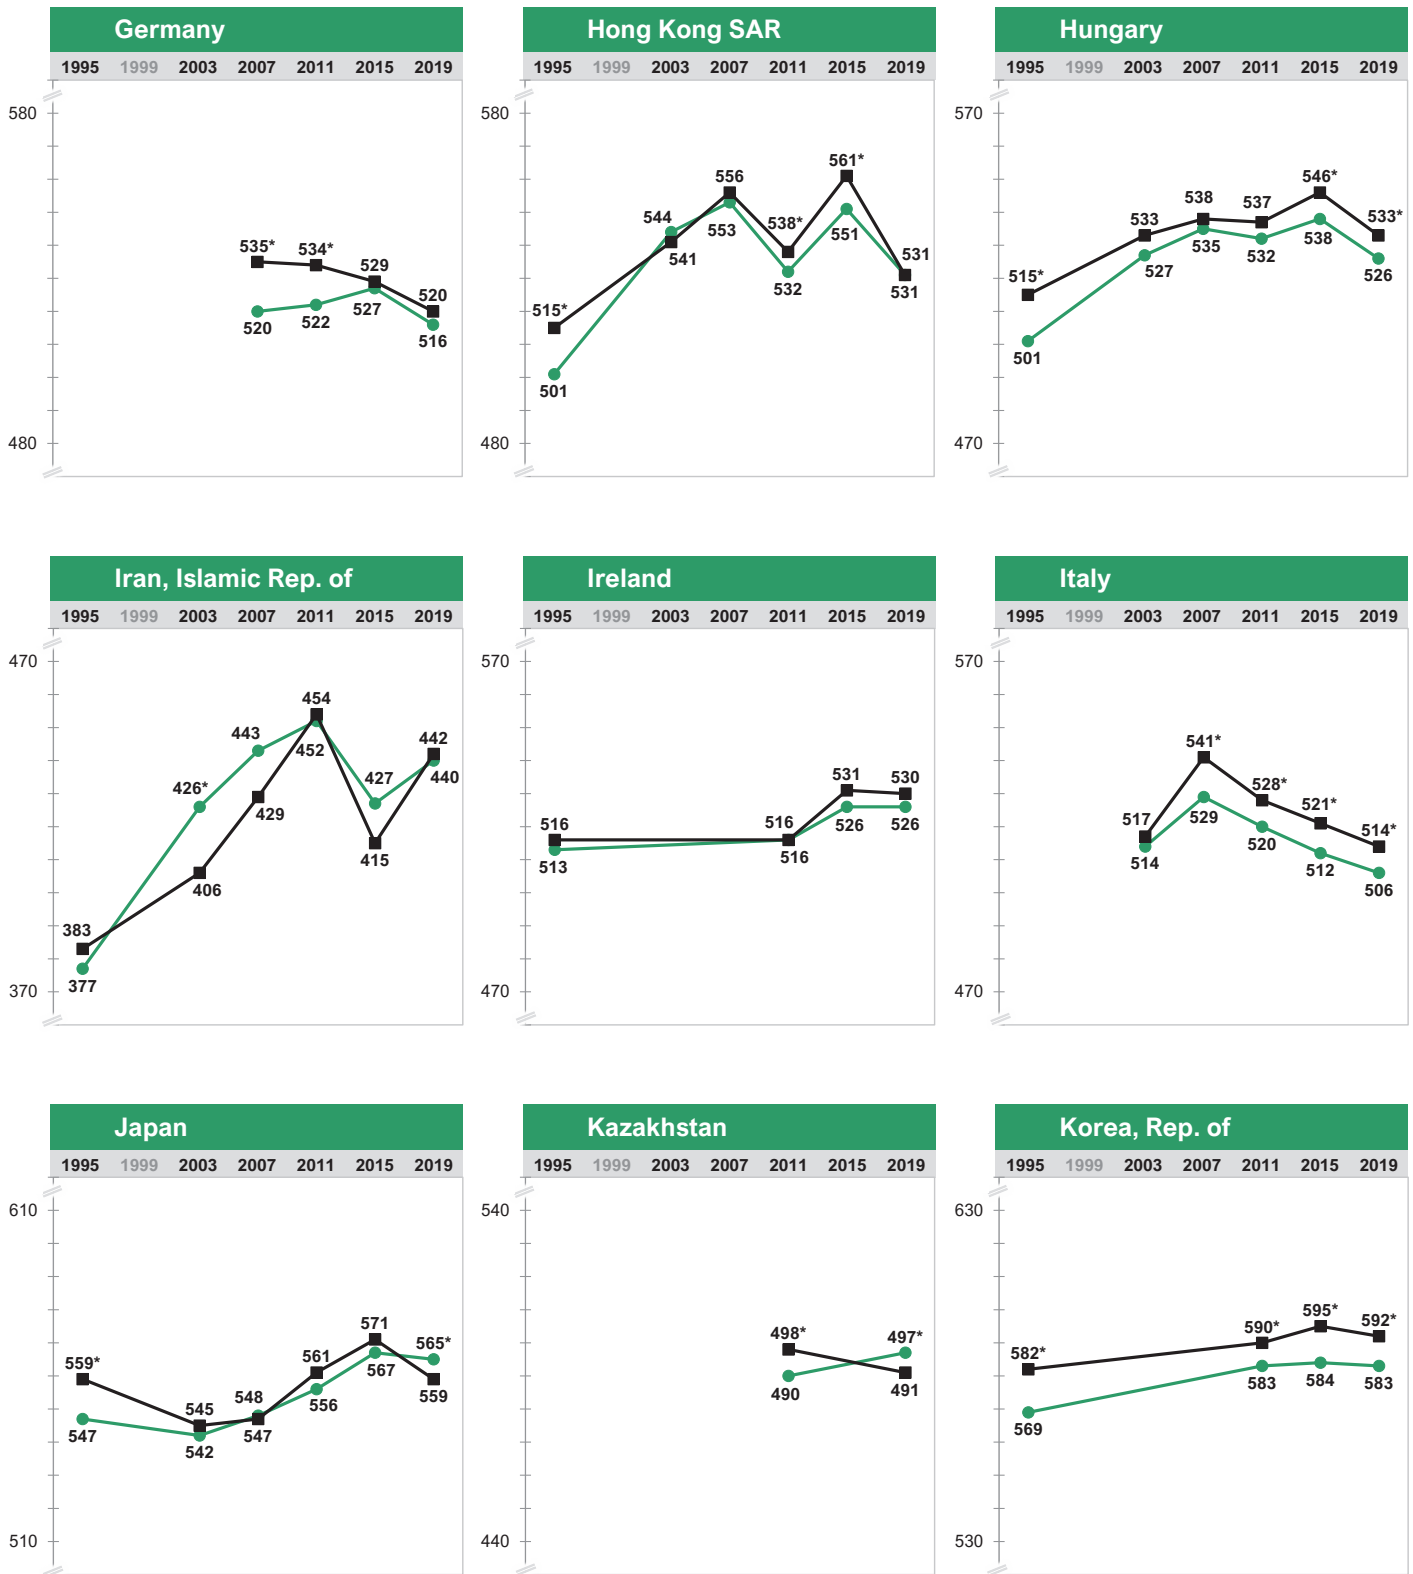 Germany
1995 1999 2003 2007 2011 2015 2019
580
535* 534* 529 520
520 522 527 516
480
Hong Kong SAR
1995 1999 2003 2007 2011 2015 2019
580
515* 544 556 538* 561* 531
501 541 553 532 551 531
480
Hungary
1995 1999 2003 2007 2011 2015 2019
570
515* 533 538 537 546* 533*
501 527 535 532 538 526
470
Iran, Islamic Rep. of
1995 1999 2003 2007 2011 2015 2019
470
383 426* 443 454 427 442
377 406 429 452 415 440
370
Ireland
1995 1999 2003 2007 2011 2015 2019
570
516 516 531 530
513 516 526 526
470
Italy
1995 1999 2003 2007 2011 2015 2019
570
517 541* 528* 521* 514*
514 529 520 512 506
470
Japan
1995 1999 2003 2007 2011 2015 2019
610
559* 545 548 561 571 565*
547 542 547 556 567 559
510
Kazakhstan
1995 1999 2003 2007 2011 2015 2019
540
498* 497*
490 491
440
Korea, Rep. of
1995 1999 2003 2007 2011 2015 2019
630
582* 590* 595* 592*
569 583 584 583
530